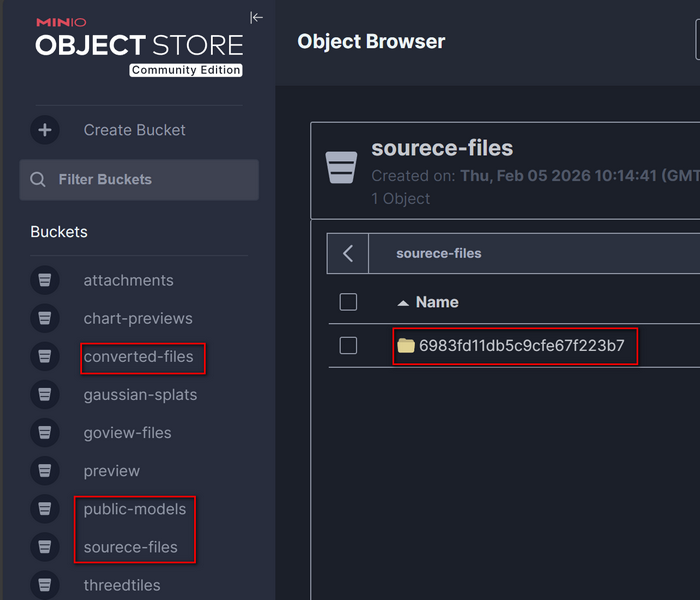 MINIO
OBJECT STORE
Community Edition
Create Bucket
Filter Buckets
Buckets
attachments
chart-previews
converted-files
gaussian-splats
goview-files
preview
public-models
sourece-files
threedtiles
Object Browser
sourece-files
Created on: Thu, Feb 05 2026 10:14:41 (GMT
1 Object
sourece-files
Name
6983fd11db5c9cfe67f223b7